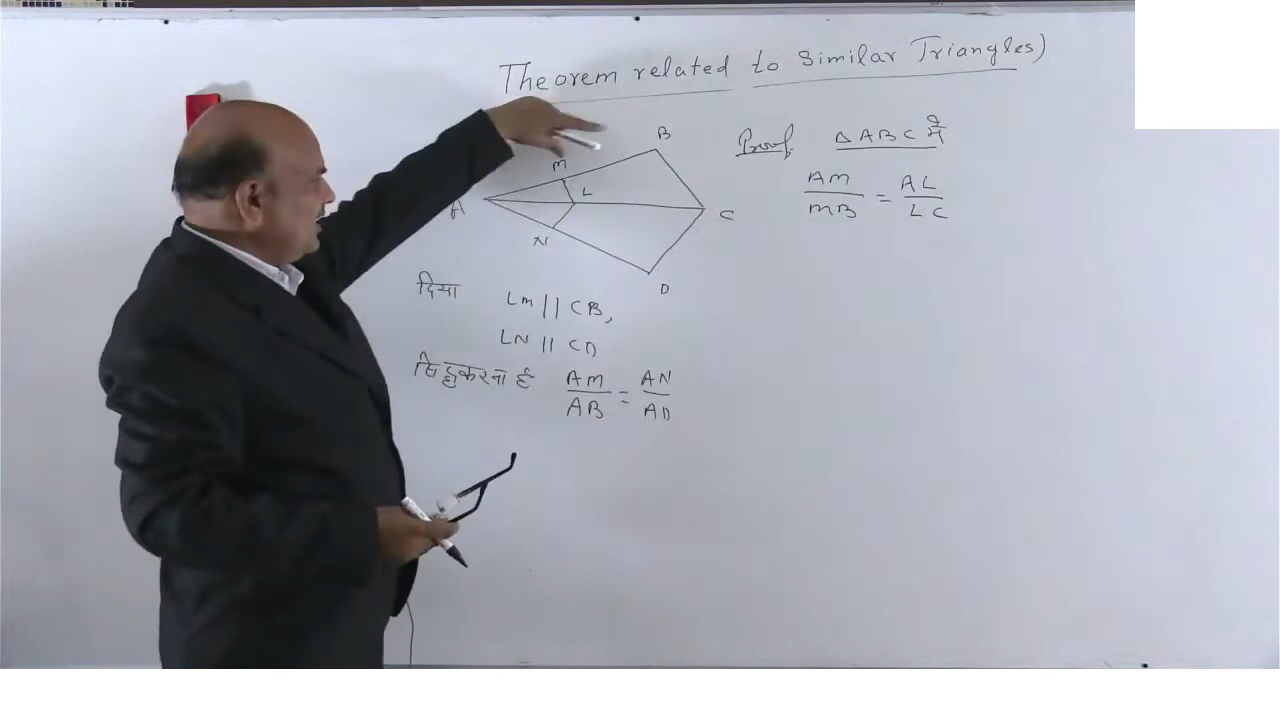 Theorem related to Similar Triangles)
B
M
L
A
C
N
D
दिया LM || CB,
LN || CD
सिद्ध करना है AM/AB = AN/AD
Proof. Δ ABC में
AM/MB = AL/LC